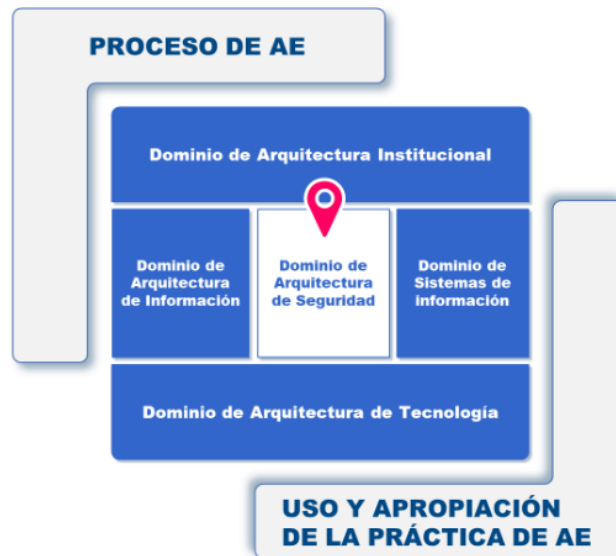 PROCESO DE AE
Dominio de Arquitectura Institucional
Dominio de
Arquitectura
de Información
Dominio de
Arquitectura
de Seguridad
Dominio de
Sistemas de
información
Dominio de Arquitectura de Tecnología
USO Y APROPIACIÓN
DE LA PRÁCTICA DE AE